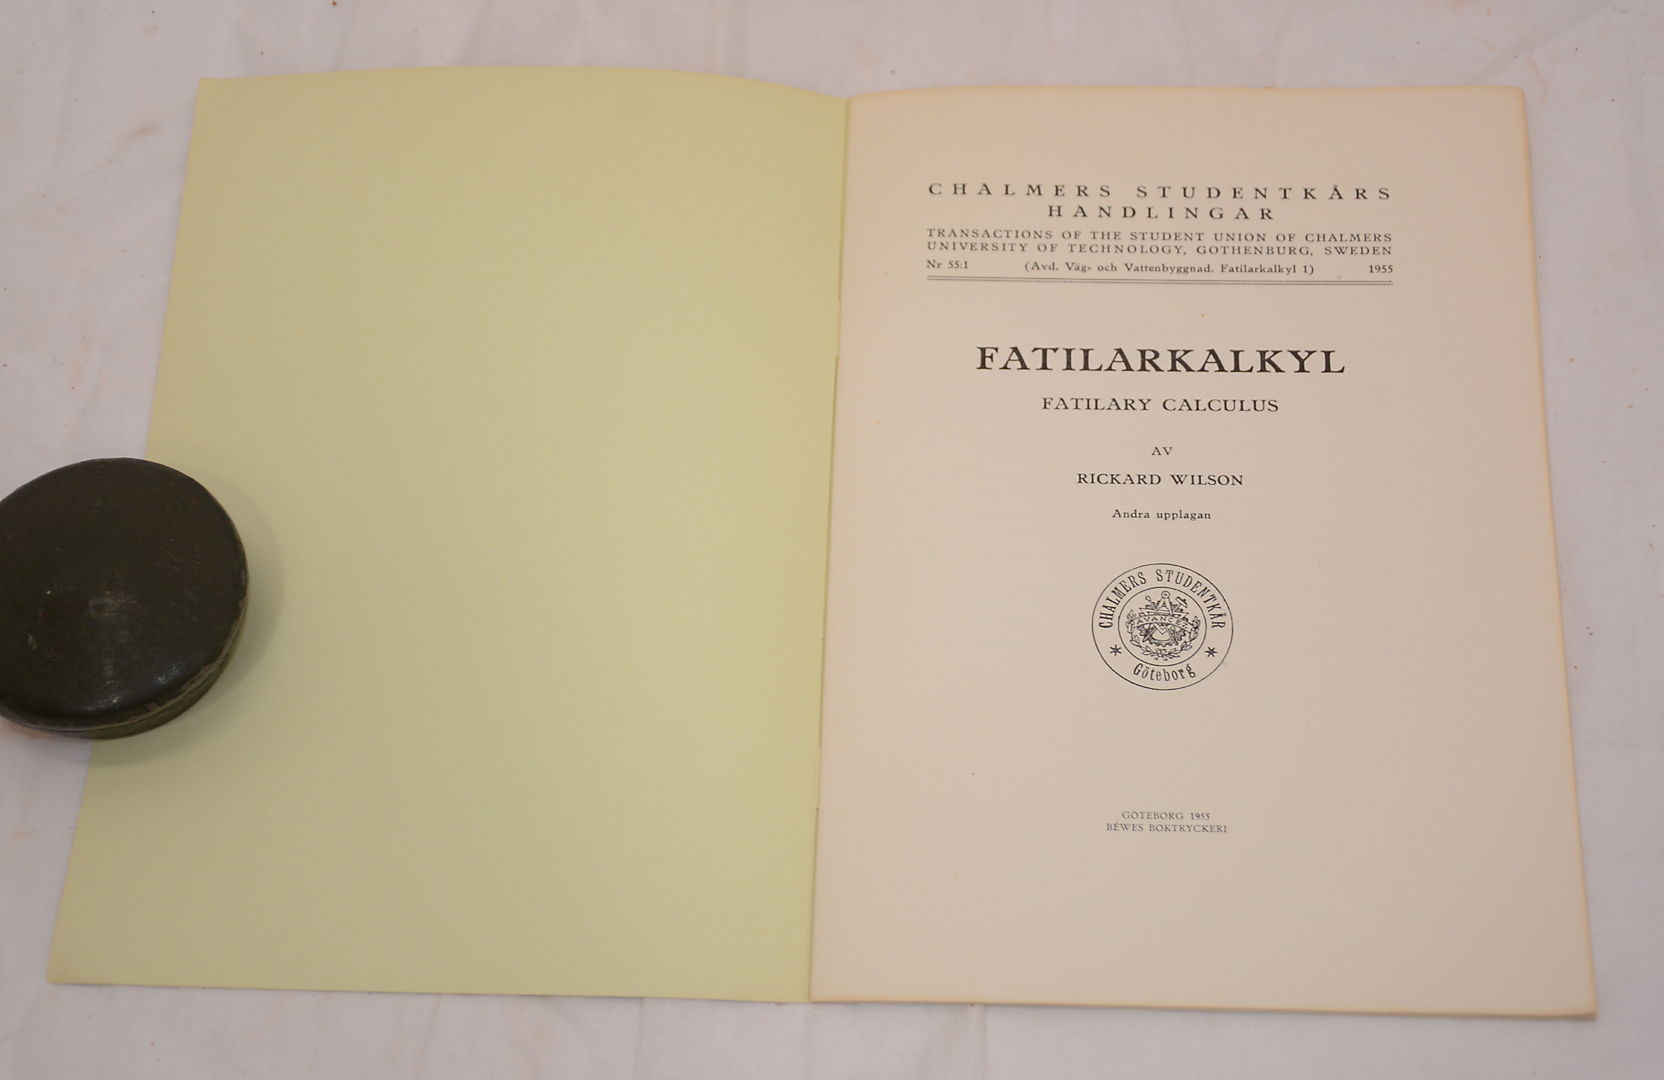 CHALMERS STUDENTKÅRS
HANDLINGAR
TRANSACTIONS OF THE STUDENT UNION OF CHALMERS
UNIVERSITY OF TECHNOLOGY, GOTHENBURG, SWEDEN
Nr 55:1 (Avd. Väg- och Vattenbyggnad. Fatilarkalkyl 1) 1955
FATILARKALKYL
FATILARY CALCULUS
AV
RICKARD WILSON
Andra upplagan
CHALMERS STUDENTKÅR
AVANCEZ
Göteborg
GÖTEBORG 1955
BÉWES BOKTRYCKERI